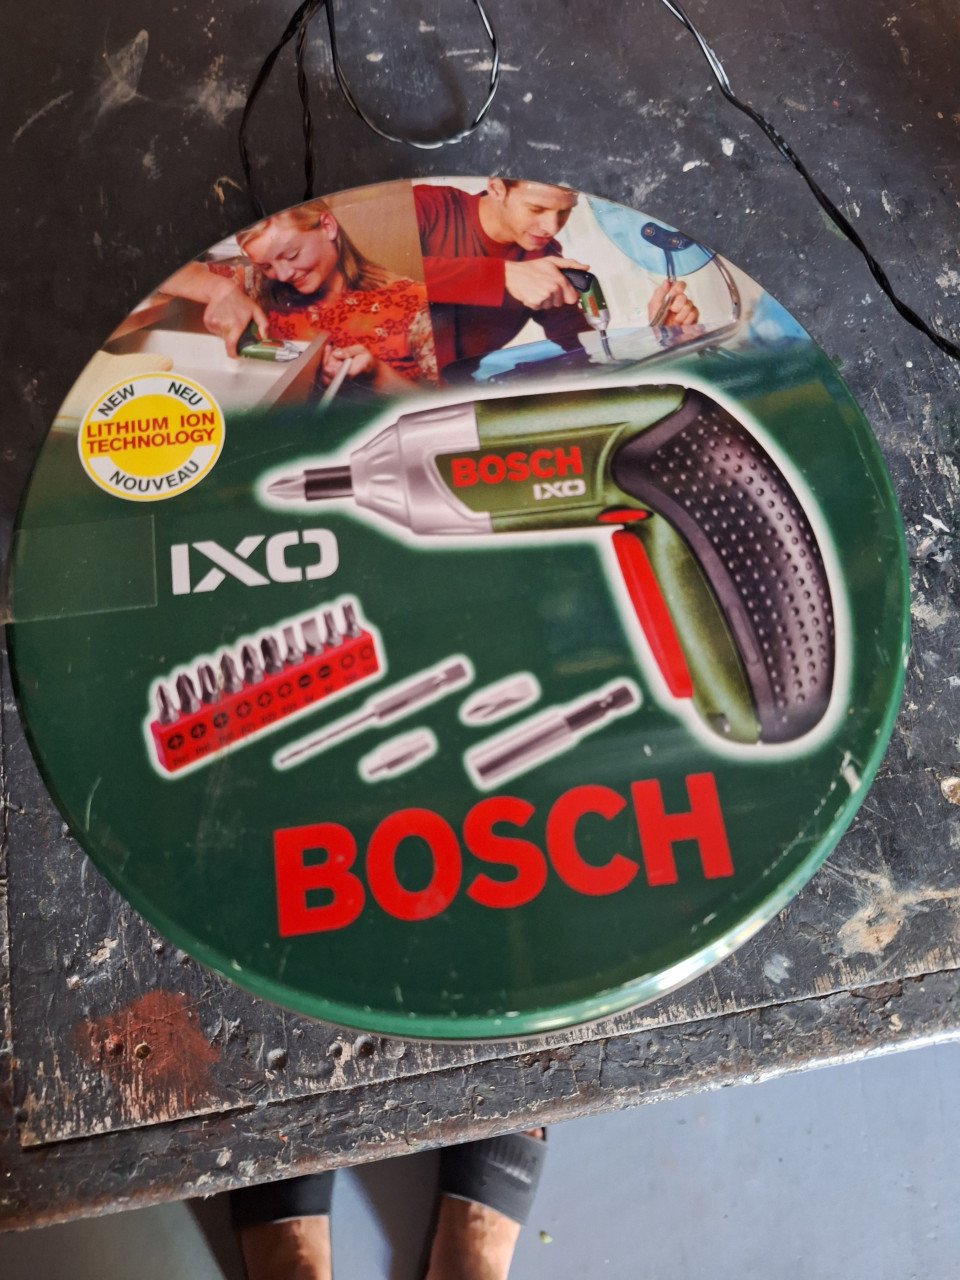 NEW NEU
LITHIUM ION
TECHNOLOGY
NOUVEAU
BOSCH
IXO
IXO
BOSCH